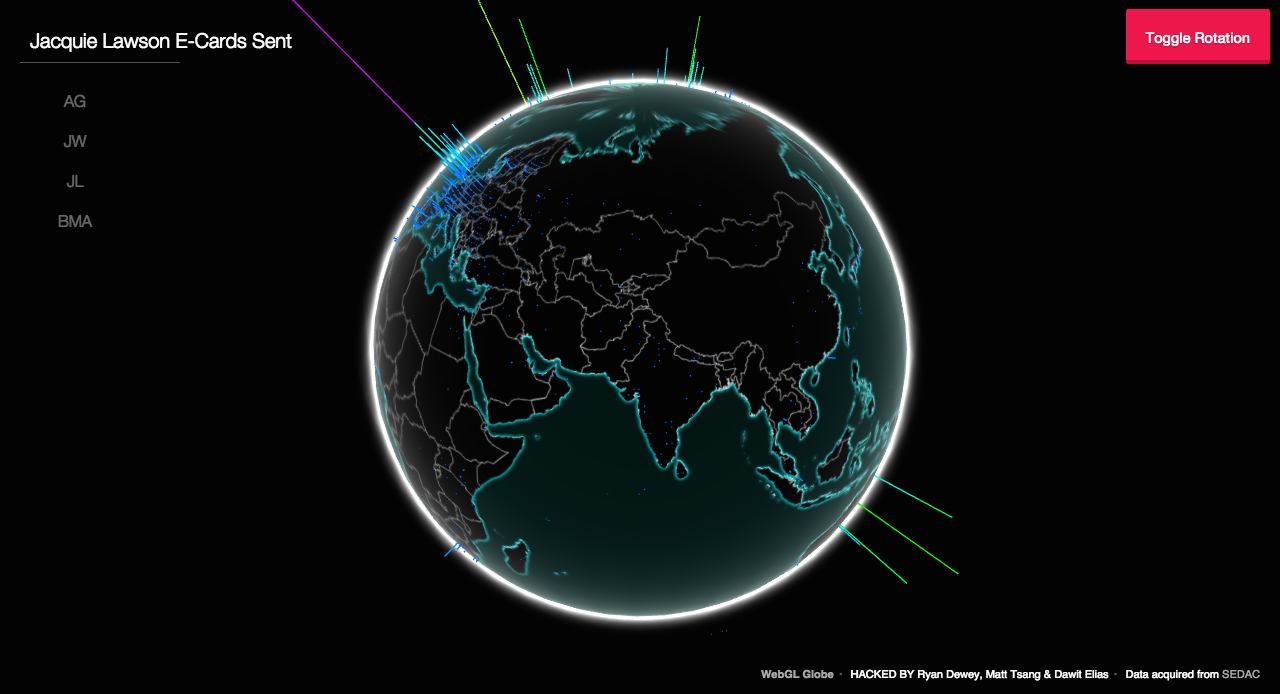 Jacquie Lawson E-Cards Sent
Toggle Rotation
AG
JW
JL
BMA
WebGL Globe · HACKED BY Ryan Dewey, Matt Tsang & Dawit Elias · Data acquired from SEDAC